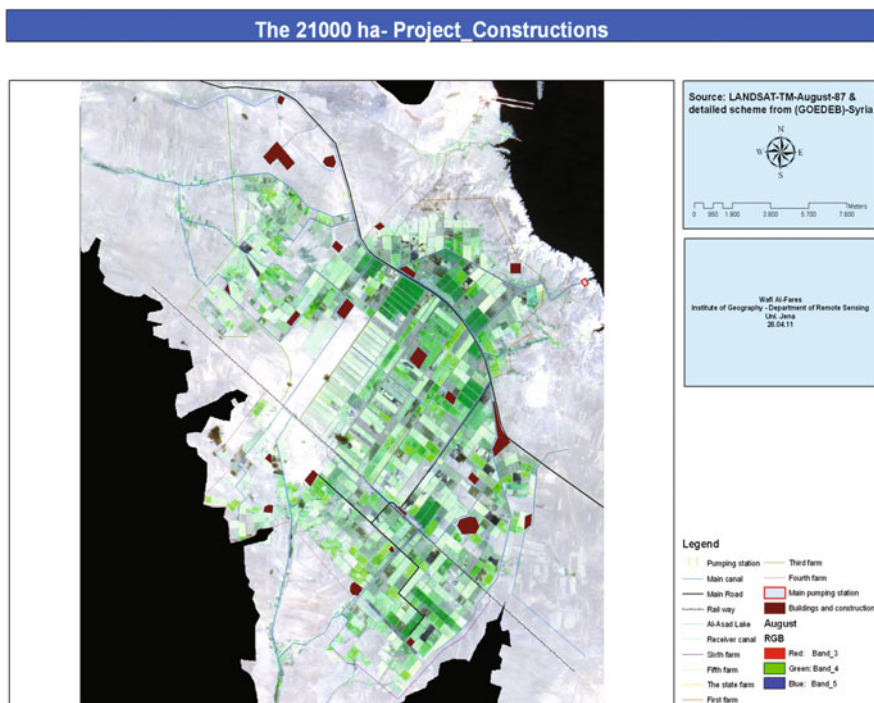 The 21000 ha- Project_Constructions
Source: LANDSAT-TM-August-87 &
detailed scheme from (GOEDEB)-Syria
N
W E
S
Meters
0 950 1 900 3 800 5 700 7 600
Wafi Al-Fares
Institute of Geography - Department of Remote Sensing
Uni. Jena
28.04.11
Legend
Pumping station
Main canal
Main Road
Rail way
Al-Asad Lake
Receiver canal
Sixth farm
Fifth farm
The state farm
First farm
Third farm
Fourth farm
Main pumping station
Buildings and construction
August
RGB
Red: Band_3
Green: Band_4
Blue: Band_5